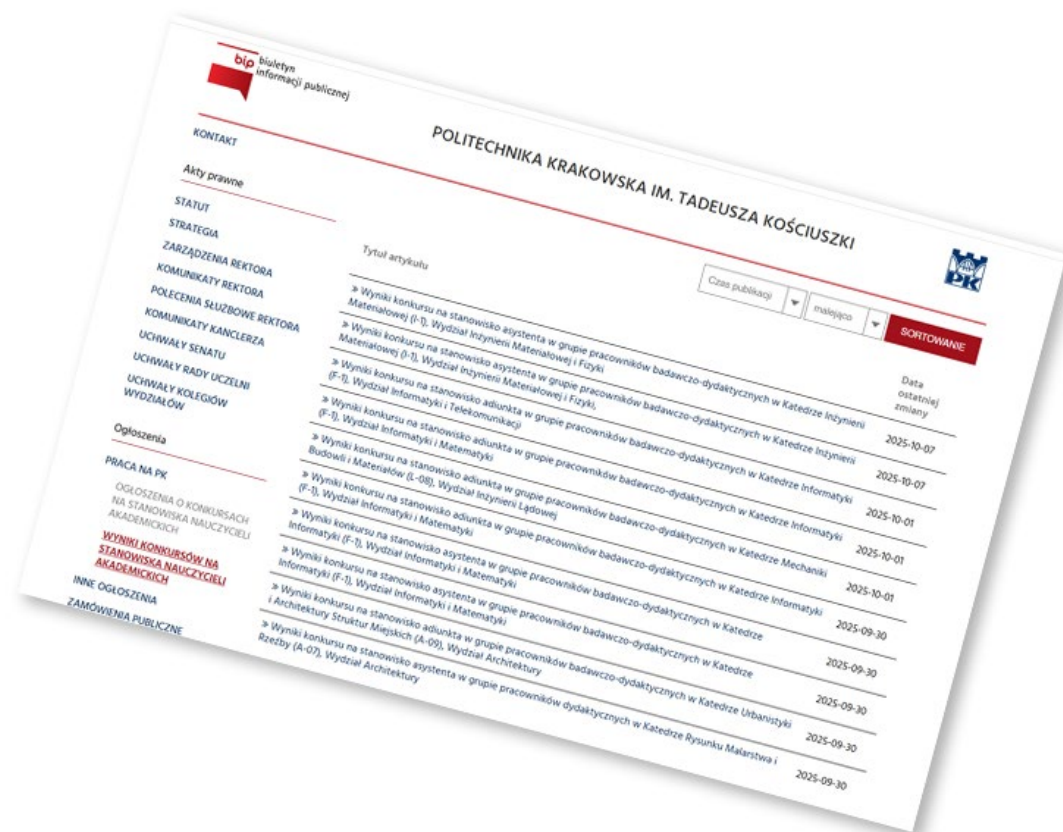 bip biuletyn
informacji publicznej
POLITECHNIKA KRAKOWSKA IM. TADEUSZA KOŚCIUSZKI
PK
KONTAKT
Akty prawne
STATUT
STRATEGIA
ZARZĄDZENIA REKTORA
KOMUNIKATY REKTORA
POLECENIA SŁUŻBOWE REKTORA
KOMUNIKATY KANCLERZA
UCHWAŁY SENATU
UCHWAŁY RADY UCZELNI
UCHWAŁY KOLEGIÓW
WYDZIAŁÓW
Ogłoszenia
PRACA NA PK
OGŁOSZENIA O KONKURSACH
NA STANOWISKA NAUCZYCIELI
AKADEMICKICH
WYNIKI KONKURSÓW NA
STANOWISKA NAUCZYCIELI
AKADEMICKICH
INNE OGŁOSZENIA
ZAMÓWIENIA PUBLICZNE
Czas publikacji
malejąco
SORTOWANIE
Tytuł artykułu
Data
ostatniej
zmiany
» Wyniki konkursu na stanowisko asystenta w grupie pracowników badawczo-dydaktycznych w Katedrze Inżynierii
Materiałowej (I-1), Wydział Inżynierii Materiałowej i Fizyki
2025-10-07
» Wyniki konkursu na stanowisko asystenta w grupie pracowników badawczo-dydaktycznych w Katedrze Inżynierii
Materiałowej (I-1), Wydział Inżynierii Materiałowej i Fizyki,
2025-10-07
» Wyniki konkursu na stanowisko adiunkta w grupie pracowników badawczo-dydaktycznych w Katedrze Informatyki
(F-1), Wydział Informatyki i Telekomunikacji
2025-10-01
» Wyniki konkursu na stanowisko adiunkta w grupie pracowników badawczo-dydaktycznych w Katedrze Informatyki
(F-1), Wydział Informatyki i Matematyki
2025-10-01
» Wyniki konkursu na stanowisko adiunkta w grupie pracowników badawczo-dydaktycznych w Katedrze Mechaniki
Budowli i Materiałów (L-08), Wydział Inżynierii Lądowej
2025-10-01
» Wyniki konkursu na stanowisko adiunkta w grupie pracowników badawczo-dydaktycznych w Katedrze Informatyki
(F-1), Wydział Informatyki i Matematyki
2025-09-30
» Wyniki konkursu na stanowisko asystenta w grupie pracowników badawczo-dydaktycznych w Katedrze
Informatyki (F-1), Wydział Informatyki i Matematyki
2025-09-30
» Wyniki konkursu na stanowisko asystenta w grupie pracowników badawczo-dydaktycznych w Katedrze
Informatyki (F-1), Wydział Informatyki i Matematyki
2025-09-30
» Wyniki konkursu na stanowisko adiunkta w grupie pracowników badawczo-dydaktycznych w Katedrze Urbanistyki
i Architektury Struktur Miejskich (A-09), Wydział Architektury
2025-09-30
» Wyniki konkursu na stanowisko asystenta w grupie pracowników dydaktycznych w Katedrze Rysunku Malarstwa i
Rzeźby (A-07), Wydział Architektury
2025-09-30